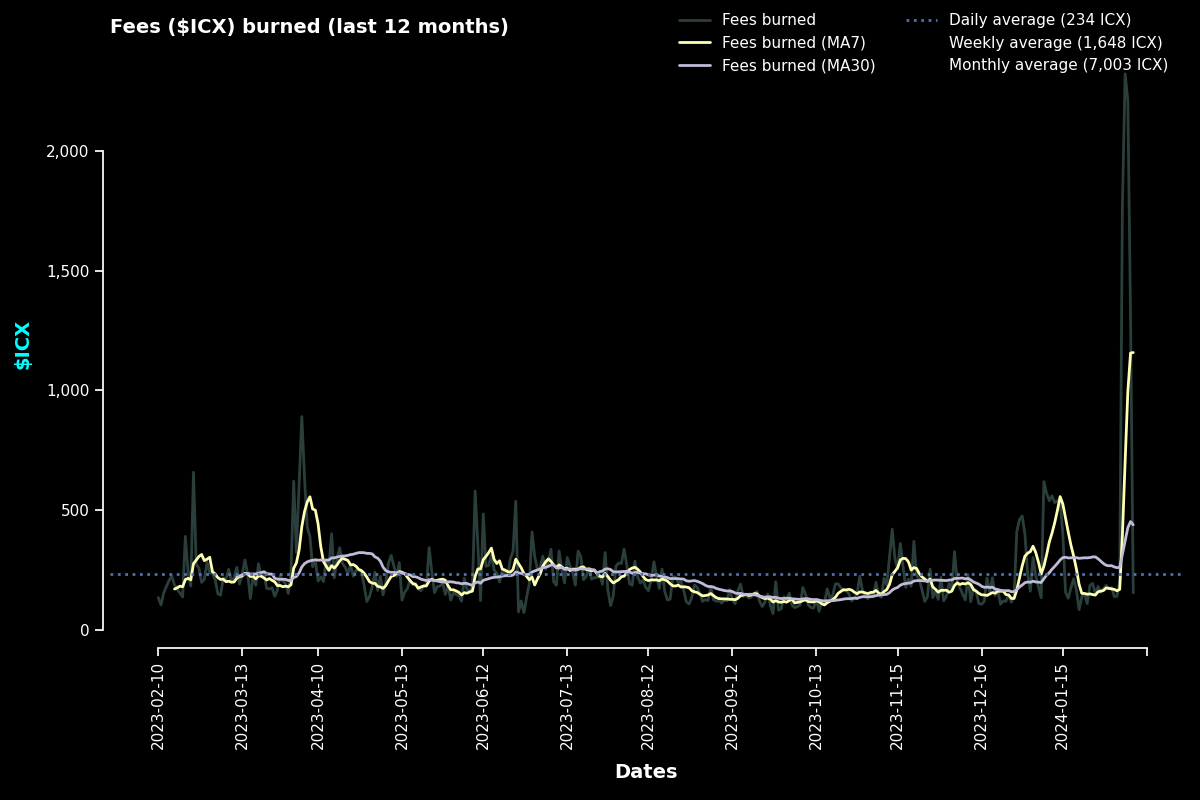 Fees ($ICX) burned (last 12 months)
Fees burned
Fees burned (MA7)
Fees burned (MA30)
Daily average (234 ICX)
Weekly average (1,648 ICX)
Monthly average (7,003 ICX)
2,000
1,500
1,000
500
0
$ICX
2023-02-10
2023-03-13
2023-04-10
2023-05-13
2023-06-12
2023-07-13
2023-08-12
2023-09-12
2023-10-13
2023-11-15
2023-12-16
2024-01-15
Dates